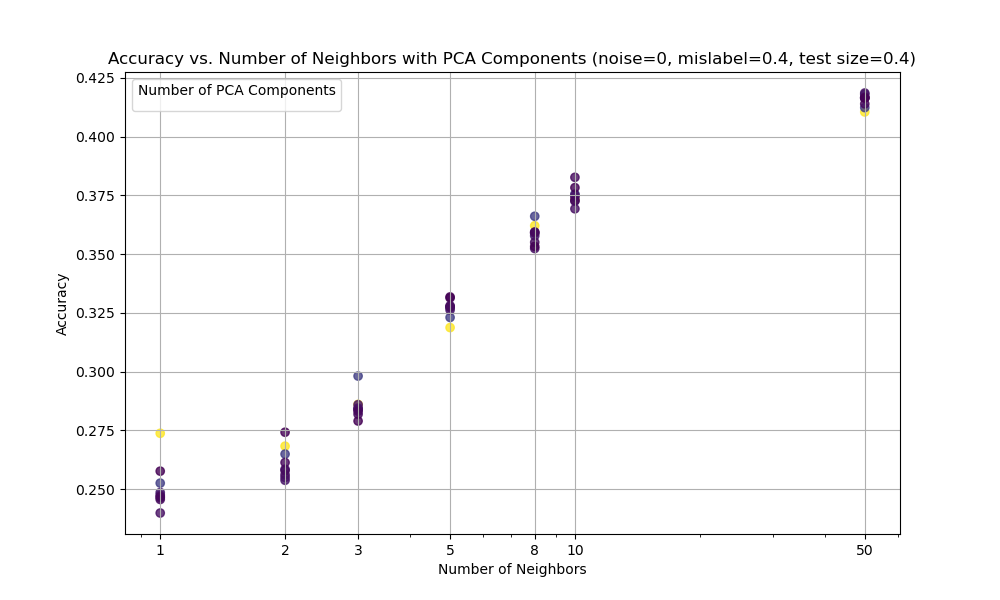 Accuracy vs. Number of Neighbors with PCA Components (noise=0, mislabel=0.4, test size=0.4)
Number of PCA Components
0.425
0.400
0.375
0.350
0.325
0.300
0.275
0.250
Accuracy
1 2 3 5 8 10 50
Number of Neighbors